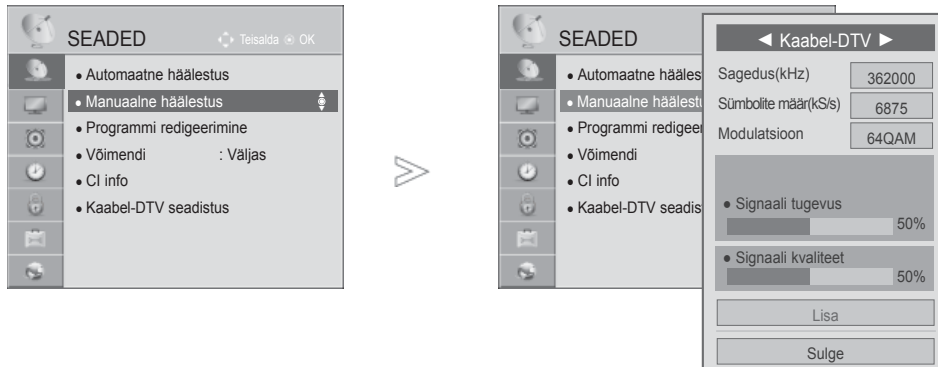 SEADED
Teisalda OK
Automaatne häälestus
Manuaalne häälestus
Programmi redigeerimine
Võimendi : Väljas
CI info
Kaabel-DTV seadistus
SEADED
Automaatne hääles
Manuaalne häälestu
Programmi redigeer
Võimendi
CI info
Kaabel-DTV seadis
◄ Kaabel-DTV ►
Sagedus(kHz) 362000
Sümbolite määr(kS/s) 6875
Modulatsioon 64QAM
Signaali tugevus
50%
Signaali kvaliteet
50%
Lisa
Sulge